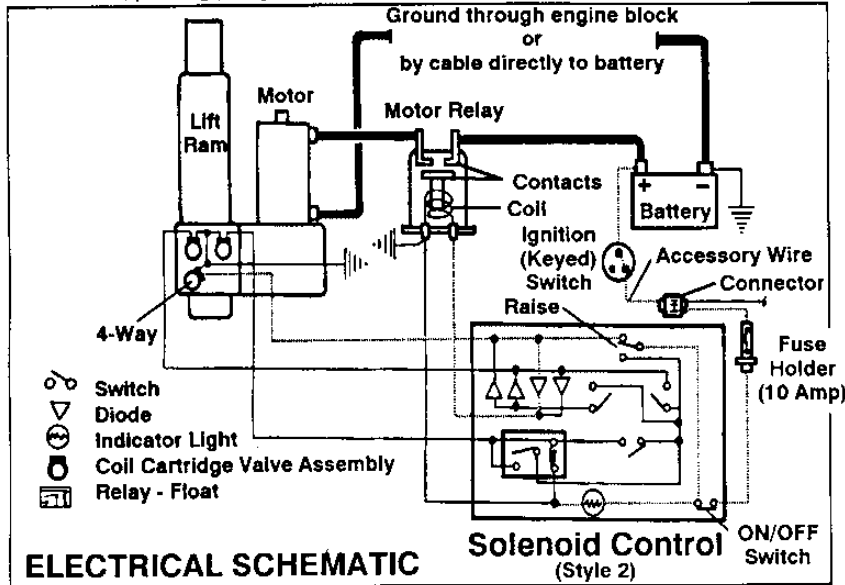 Ground through engine block
or
by cable directly to battery
Motor
Motor Relay
Lift
Ram
Contacts
Coil
+ −
Battery
Ignition
(Keyed)
Switch
Accessory Wire
Connector
Raise
4-Way
Fuse
Holder
(10 Amp)
Switch
Diode
Indicator Light
Coil Cartridge Valve Assembly
Relay - Float
ELECTRICAL SCHEMATIC
Solenoid Control
(Style 2)
ON/OFF
Switch